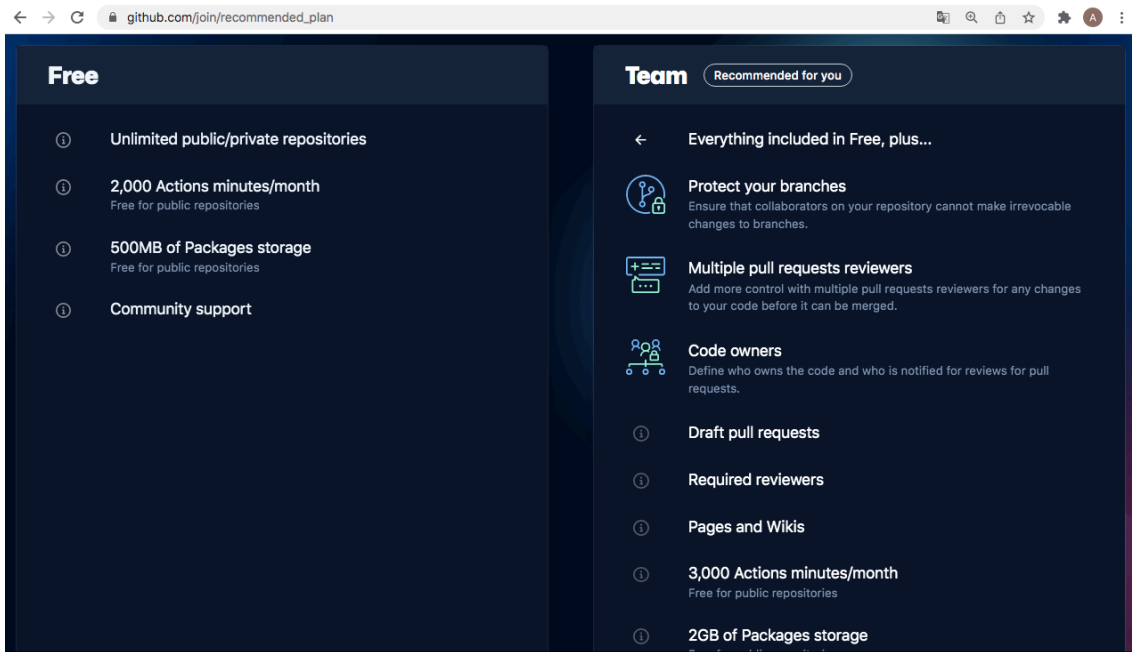 github.com/join/recommended_plan
A
Free
Unlimited public/private repositories
2,000 Actions minutes/month
Free for public repositories
500MB of Packages storage
Free for public repositories
Community support
Team
Recommended for you
Everything included in Free, plus...
Protect your branches
Ensure that collaborators on your repository cannot make irrevocable
changes to branches.
Multiple pull requests reviewers
Add more control with multiple pull requests reviewers for any changes
to your code before it can be merged.
Code owners
Define who owns the code and who is notified for reviews for pull
requests.
Draft pull requests
Required reviewers
Pages and Wikis
3,000 Actions minutes/month
Free for public repositories
2GB of Packages storage